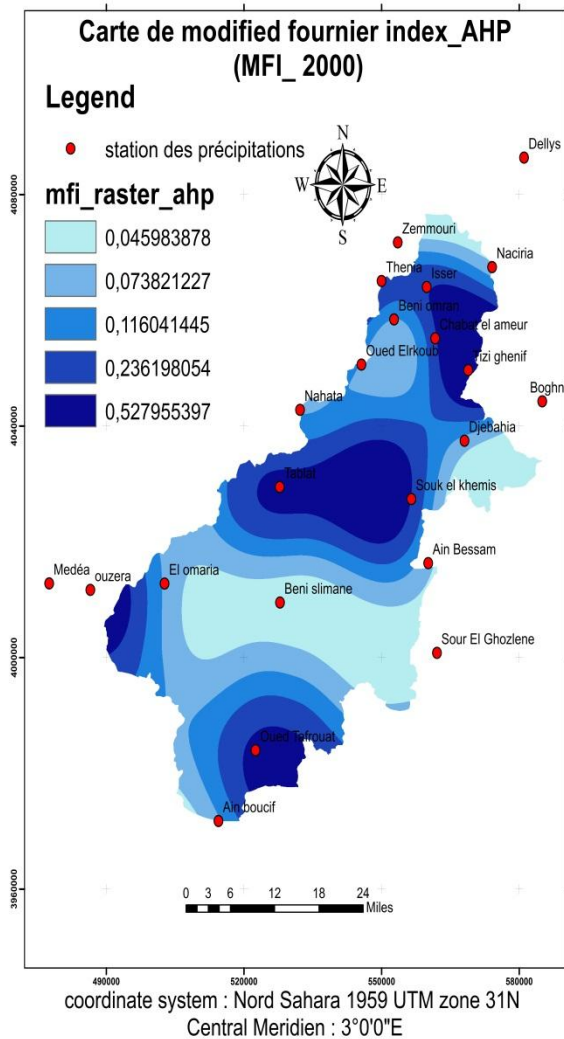 Carte de modified fournier index_AHP
(MFI_ 2000)
Legend
station des précipitations
mfi_raster_ahp
0,045983878
0,073821227
0,116041445
0,236198054
0,527955397
N
W
E
S
Dellys
Zemmouri
Naciria
Thenia
Isser
Beni omran
Chabat el ameur
Oued Elrkoub
Tizi ghenif
Nahata
Boghn
Djebahia
Tablat
Souk el khemis
Ain Bessam
Medéa
ouzera
El omaria
Beni slimane
Sour El Ghozlene
Oued Tafrouat
Ain boucif
4080000
4040000
4000000
3960000
0 3 6 12 18 24
Miles
490000 520000 550000 580000
coordinate system : Nord Sahara 1959 UTM zone 31N
Central Meridien : 3°0'0"E